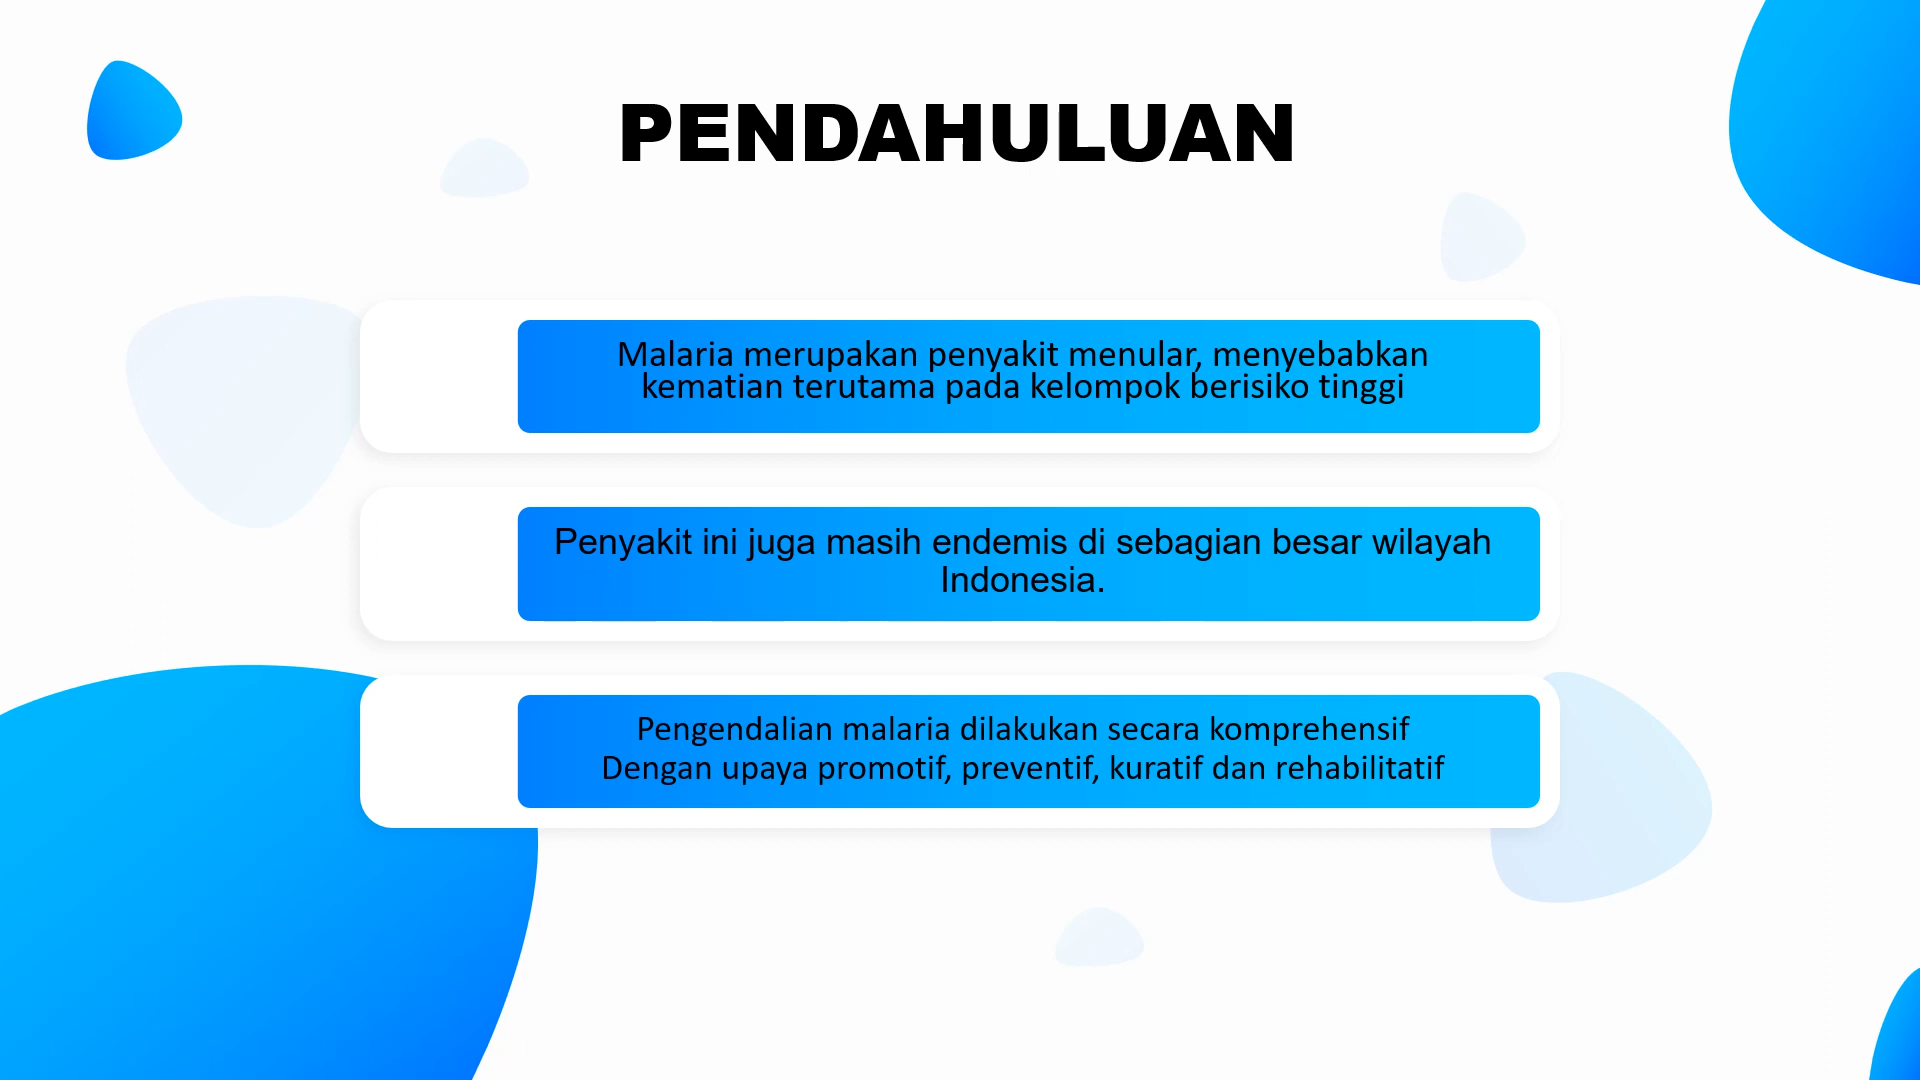 PENDAHULUAN
Malaria merupakan penyakit menular, menyebabkan
kematian terutama pada kelompok berisiko tinggi
Penyakit ini juga masih endemis di sebagian besar wilayah
Indonesia.
Pengendalian malaria dilakukan secara komprehensif
Dengan upaya promotif, preventif, kuratif dan rehabilitatif